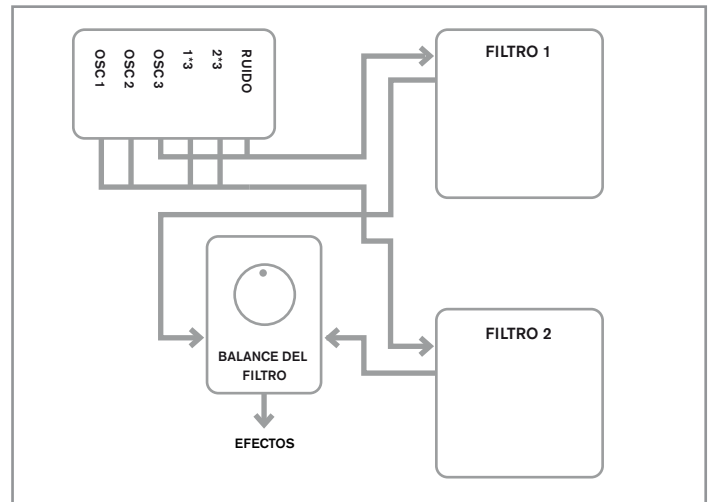 OSC 1
OSC 2
OSC 3
1*3
2*3
RUIDO
FILTRO 1
BALANCE DEL
FILTRO
FILTRO 2
EFECTOS